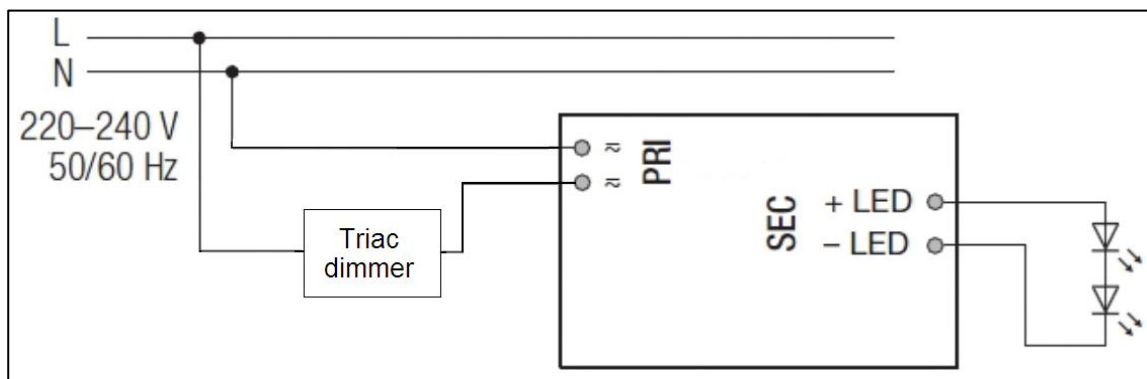 L
N
220–240 V
50/60 Hz
≂ PRI
≂
Triac
dimmer
SEC
+ LED
– LED